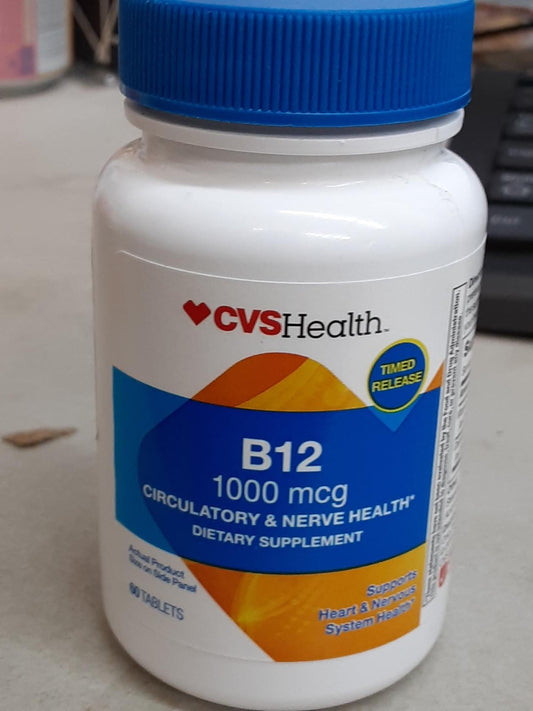 CVSHealth™
TIMED
RELEASE
B12
1000 mcg
CIRCULATORY & NERVE HEALTH*
DIETARY SUPPLEMENT
Actual Product
Size on Side Panel
60 TABLETS
Supports
Heart & Nervous
System Health*